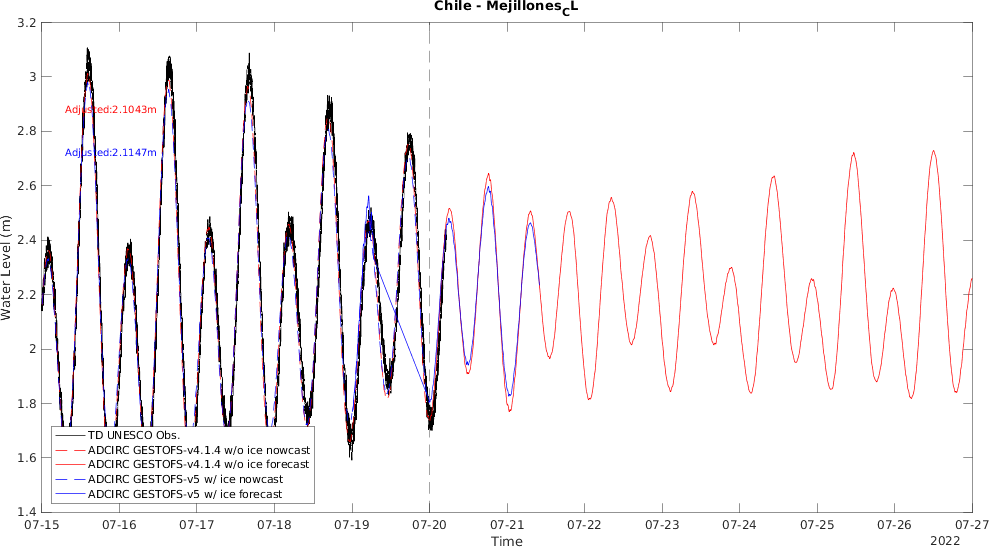 Chile - Mejillones_CL
3.2
3
2.8
2.6
2.4
2.2
2
1.8
1.6
1.4
Water Level (m)
Adjusted:2.1043m
Adjusted:2.1147m
TD UNESCO Obs.
ADCIRC GESTOFS-v4.1.4 w/o ice nowcast
ADCIRC GESTOFS-v4.1.4 w/o ice forecast
ADCIRC GESTOFS-v5 w/ ice nowcast
ADCIRC GESTOFS-v5 w/ ice forecast
07-15 07-16 07-17 07-18 07-19 07-20 07-21 07-22 07-23 07-24 07-25 07-26 07-27
Time
2022